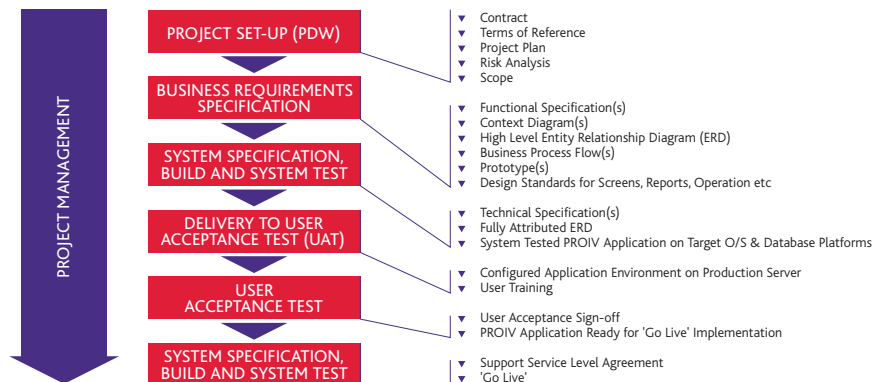 PROJECT MANAGEMENT
PROJECT SET-UP (PDW)
Contract
Terms of Reference
Project Plan
Risk Analysis
Scope
BUSINESS REQUIREMENTS
SPECIFICATION
Functional Specification(s)
Context Diagram(s)
High Level Entity Relationship Diagram (ERD)
Business Process Flow(s)
Prototype(s)
Design Standards for Screens, Reports, Operation etc
SYSTEM SPECIFICATION,
BUILD AND SYSTEM TEST
Technical Specification(s)
Fully Attributed ERD
System Tested PROIV Application on Target O/S & Database Platforms
DELIVERY TO USER
ACCEPTANCE TEST (UAT)
Configured Application Environment on Production Server
User Training
USER
ACCEPTANCE TEST
User Acceptance Sign-off
PROIV Application Ready for 'Go Live' Implementation
SYSTEM SPECIFICATION,
BUILD AND SYSTEM TEST
Support Service Level Agreement
'Go Live'